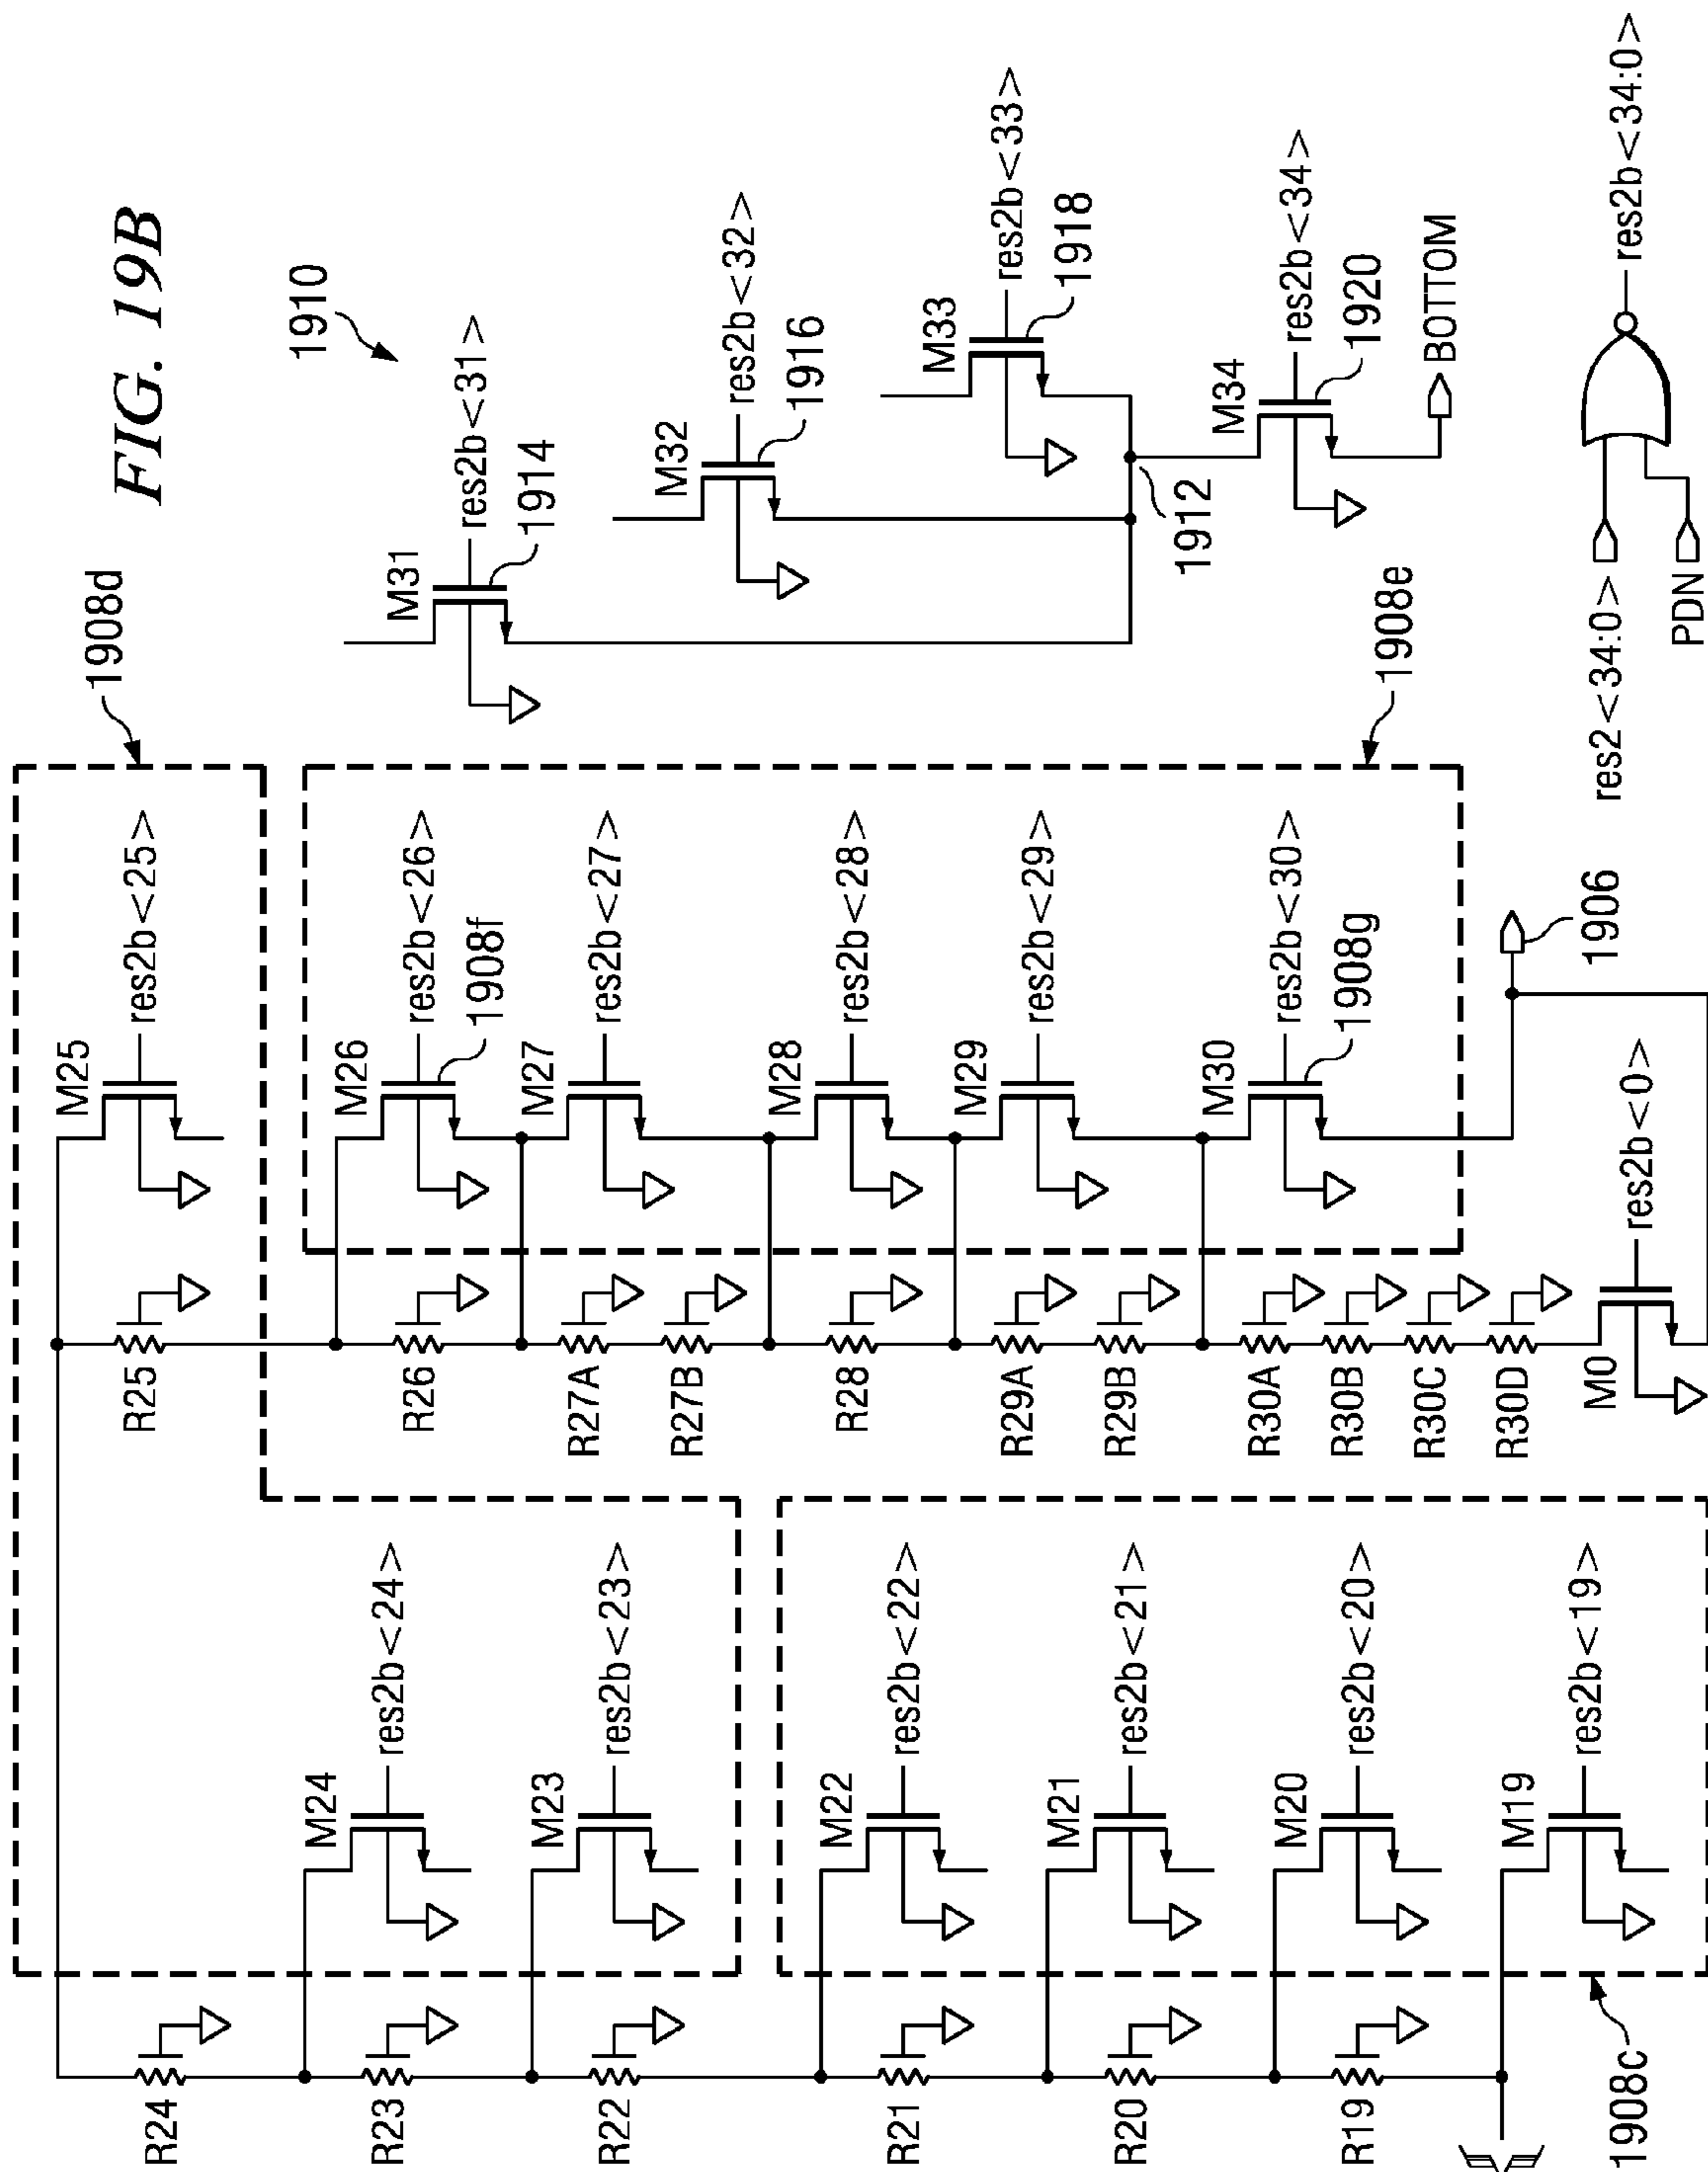 FIG. 19B
1908d
1910
M25
res2b<25>
M24
res2b<24>
M23
res2b<23>
R24
R23
R22
R25
M26
res2b<26>
1908f
M27
res2b<27>
M28
res2b<28>
M29
res2b<29>
M30
res2b<30>
1908g
R26
R27A
R27B
R28
R29A
R29B
R30A
R30B
R30C
R30D
M0
res2b<0>
1906
1908e
M22
res2b<22>
M21
res2b<21>
M20
res2b<20>
M19
res2b<19>
R21
R20
R19
1908c
M31
res2b<31>
1914
M32
res2b<32>
1916
M33
res2b<33>
1918
1912
M34
res2b<34>
1920
BOTTOM
res2<34:0>
PDN
res2b<34:0>